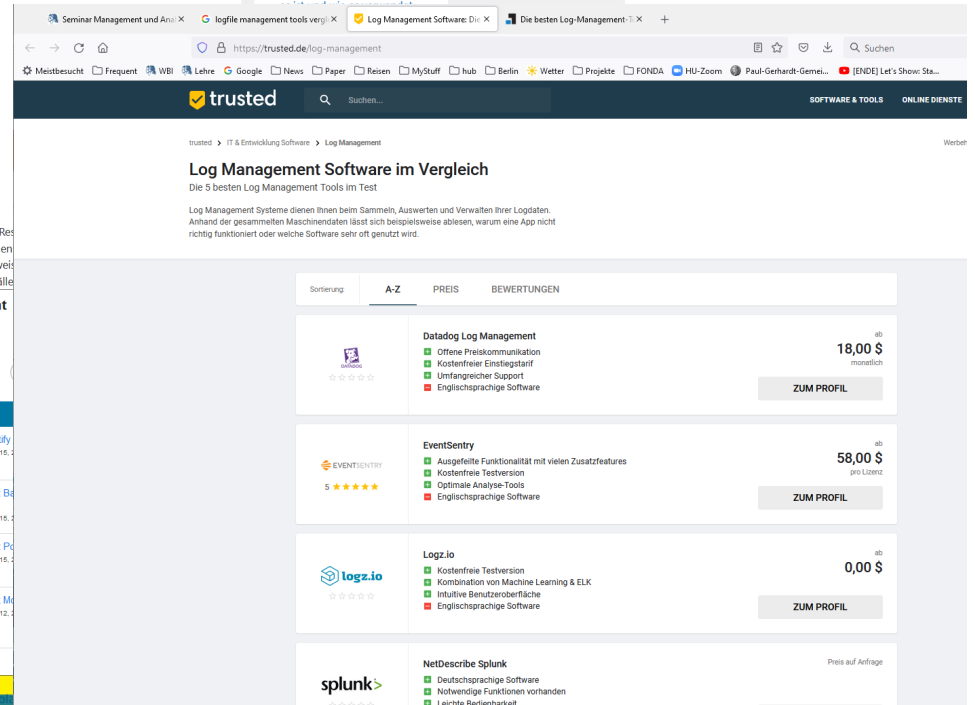 Seminar Management und Anal
logfile management tools vergl
Log Management Software: Die
Die besten Log-Management-T
https://trusted.de/log-management
Suchen
Meistbesucht
Frequent
WBI
Lehre
Google
News
Paper
Reisen
MyStuff
hub
Berlin
Wetter
Projekte
FONDA
HU-Zoom
Paul-Gerhardt-Gemei...
[ENDE] Let's Show: Sta...
trusted
Suchen...
SOFTWARE & TOOLS
ONLINE DIENSTE
trusted > IT & Entwicklung Software > Log Management
Werbeh
Log Management Software im Vergleich
Die 5 besten Log Management Tools im Test
Log Management Systeme dienen Ihnen beim Sammeln, Auswerten und Verwalten Ihrer Logdaten.
Anhand der gesammelten Maschinendaten lässt sich beispielsweise ablesen, warum eine App nicht
richtig funktioniert oder welche Software sehr oft genutzt wird.
Sortierung:
A-Z
PREIS
BEWERTUNGEN
DATADOG
Datadog Log Management
Offene Preiskommunikation
Kostenfreier Einstiegstarif
Umfangreicher Support
Englischsprachige Software
ab
18,00 $
monatlich
ZUM PROFIL
EVENTSENTRY
5
EventSentry
Ausgefeilte Funktionalität mit vielen Zusatzfeatures
Kostenfreie Testversion
Optimale Analyse-Tools
Englischsprachige Software
ab
58,00 $
pro Lizenz
ZUM PROFIL
logz.io
Logz.io
Kostenfreie Testversion
Kombination von Machine Learning & ELK
Intuitive Benutzeroberfläche
Englischsprachige Software
ab
0,00 $
ZUM PROFIL
splunk>
NetDescribe Splunk
Deutschsprachige Software
Notwendige Funktionen vorhanden
Leichte Bedienbarkeit
Preis auf Anfrage